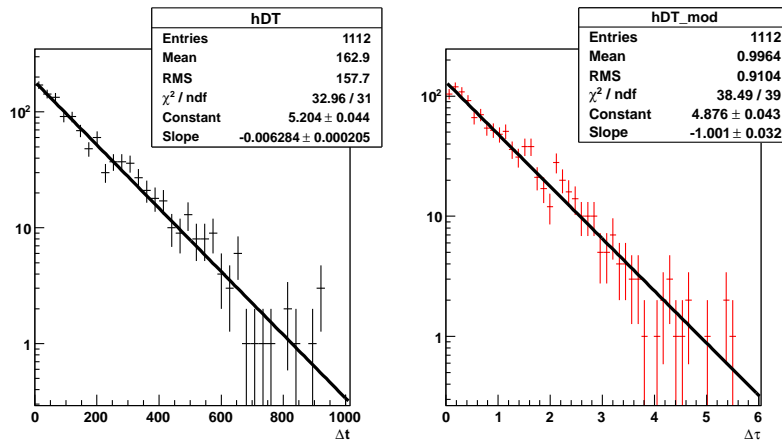 hDT
Entries 1112
Mean 162.9
RMS 157.7
χ² / ndf 32.96 / 31
Constant 5.204 ± 0.044
Slope -0.006284 ± 0.000205
10²
10
1
0 200 400 600 800 1000
Δt
hDT_mod
Entries 1112
Mean 0.9964
RMS 0.9104
χ² / ndf 38.49 / 39
Constant 4.876 ± 0.043
Slope -1.001 ± 0.032
10²
10
1
0 1 2 3 4 5 6
Δτ